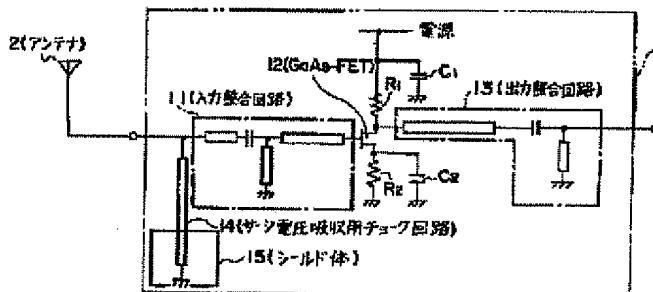 2(アンテナ)
電源
12(GaAs-FET)
C1
R1
13(出力整合回路)
11(入力整合回路)
R2
C2
14(サージ電圧吸収用チョーク回路)
15(シールド体)